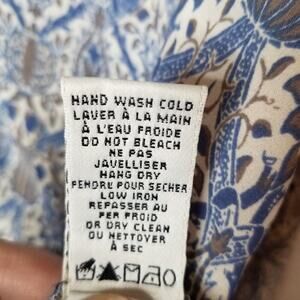 HAND WASH COLD
LAVER À LA MAIN
À L'EAU FROIDE
DO NOT BLEACH
NE PAS
JAVELLISER
HANG DRY
PENDRE POUR SECHER
LOW IRON
REPASSER AU
FER FROID
OR DRY CLEAN
OU NETTOYER
À SEC